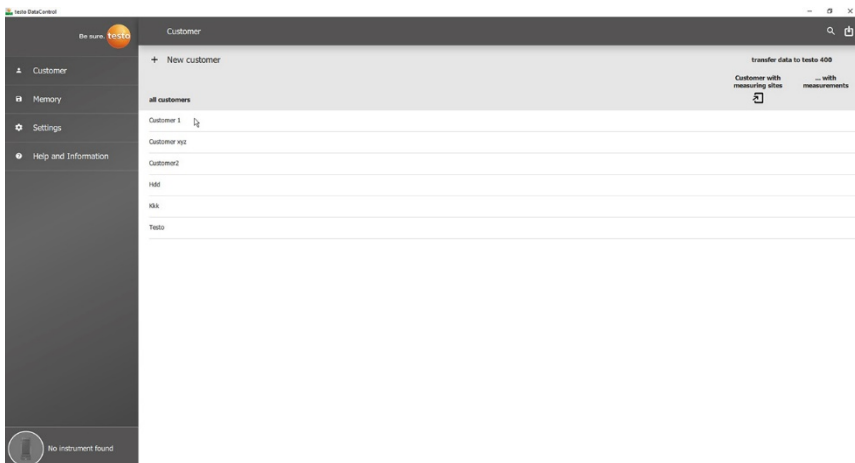 testo DataControl
Be sure. testo
Customer
Customer
Memory
Settings
Help and Information
No instrument found
+ New customer
transfer data to testo 400
Customer with
measuring sites
... with
measurements
all customers
Customer 1
Customer xyz
Customer2
Hdd
Kkk
Testo